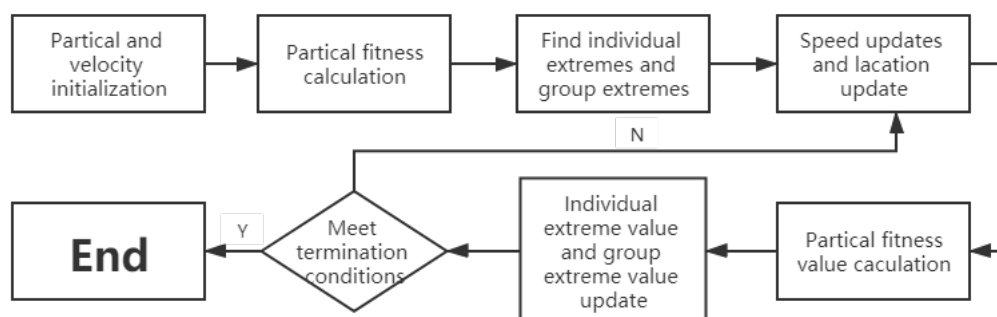 Partical and
velocity
initialization
Partical fitness
calculation
Find individual
extremes and
group extremes
Speed updates
and lacation
update
N
End
Y
Meet
termination
conditions
Individual
extreme value
and group
extreme value
update
Partical fitness
value caculation